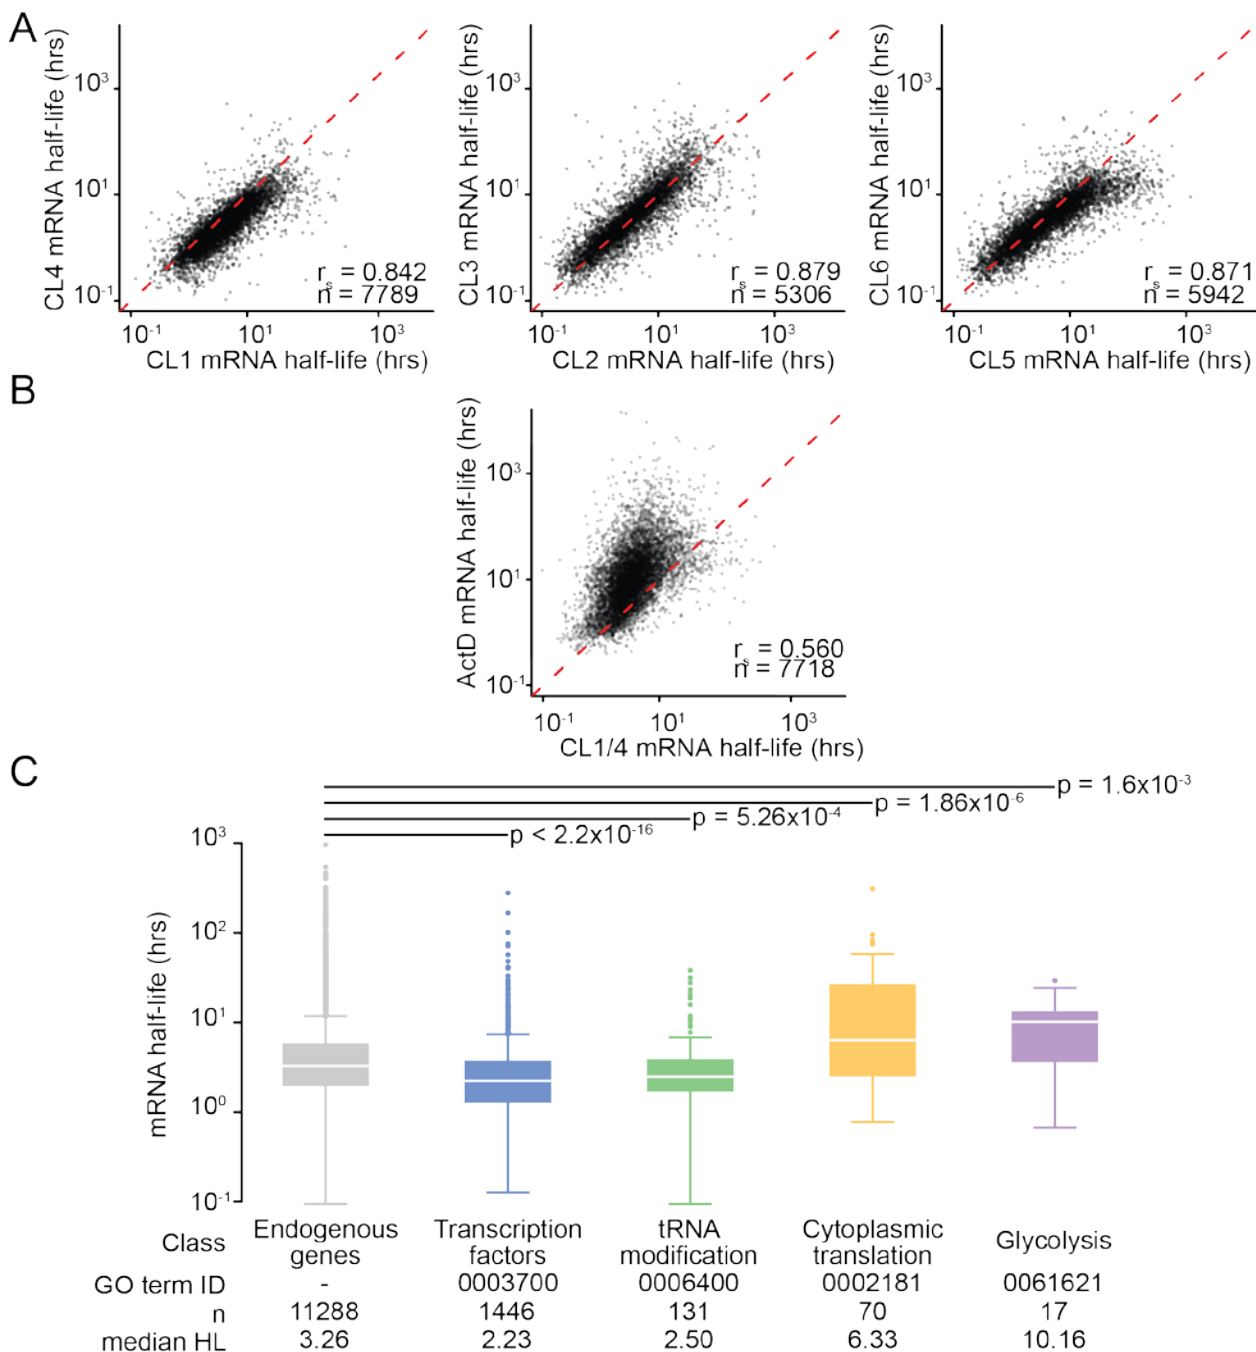 A
CL4 mRNA half-life (hrs)
10³
10¹
10⁻¹
rₛ = 0.842
n = 7789
10⁻¹ 10¹ 10³
CL1 mRNA half-life (hrs)
CL3 mRNA half-life (hrs)
10³
10¹
10⁻¹
rₛ = 0.879
n = 5306
10⁻¹ 10¹ 10³
CL2 mRNA half-life (hrs)
CL6 mRNA half-life (hrs)
10³
10¹
10⁻¹
rₛ = 0.871
n = 5942
10⁻¹ 10¹ 10³
CL5 mRNA half-life (hrs)
B
ActD mRNA half-life (hrs)
10³
10¹
10⁻¹
rₛ = 0.560
n = 7718
10⁻¹ 10¹ 10³
CL1/4 mRNA half-life (hrs)
C
p = 1.6x10⁻³
p = 1.86x10⁻⁶
p = 5.26x10⁻⁴
p < 2.2x10⁻¹⁶
mRNA half-life (hrs)
10³
10²
10¹
10⁰
10⁻¹
Class
Endogenous
genes
Transcription
factors
tRNA
modification
Cytoplasmic
translation
Glycolysis
GO term ID - 0003700 0006400 0002181 0061621
n 11288 1446 131 70 17
median HL 3.26 2.23 2.50 6.33 10.16